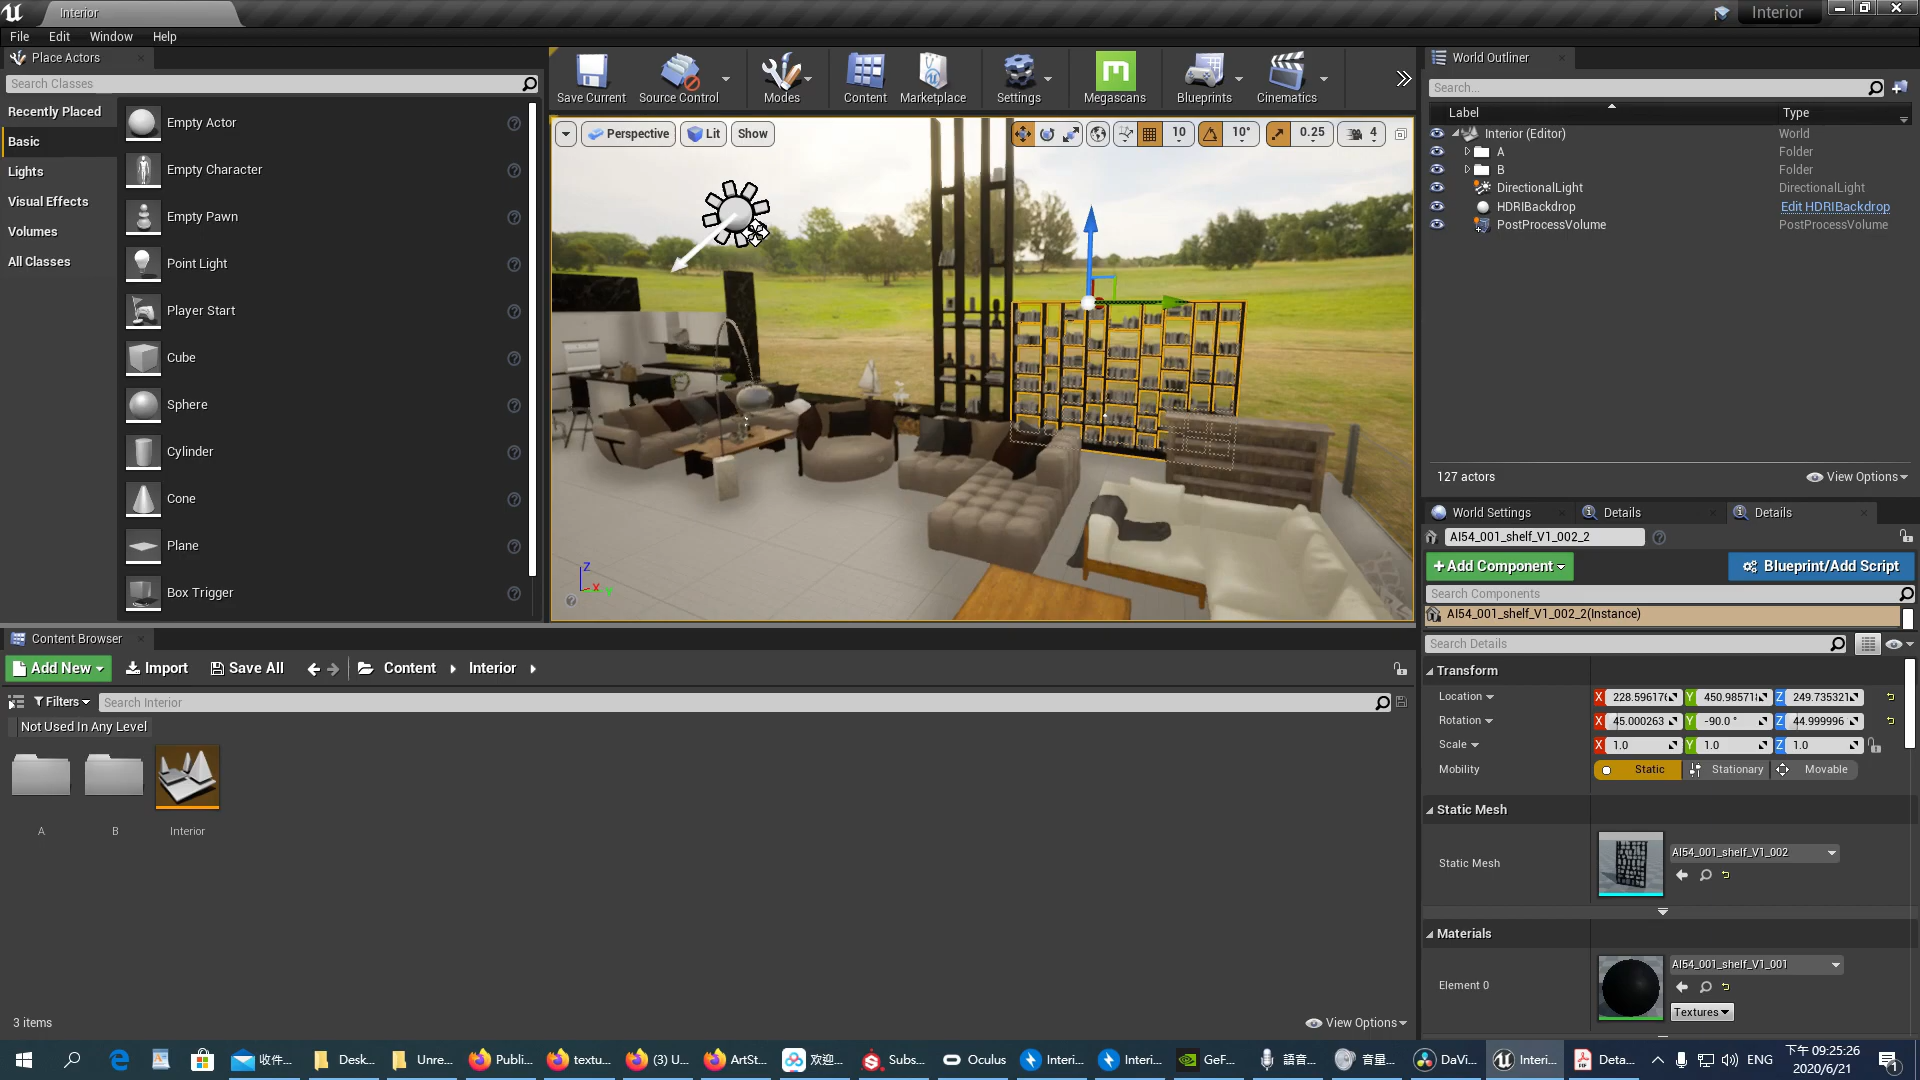 Interior
Interior
File Edit Window Help
Place Actors
Search Classes
Recently Placed
Basic
Lights
Visual Effects
Volumes
All Classes
Empty Actor
Empty Character
Empty Pawn
Point Light
Player Start
Cube
Sphere
Cylinder
Cone
Plane
Box Trigger
Save Current
Source Control
Modes
Content
Marketplace
Settings
Megascans
Blueprints
Cinematics
Perspective
Lit
Show
10
10°
0.25
4
Z
X
Y
World Outliner
Search...
Label Type
Interior (Editor) World
A Folder
B Folder
DirectionalLight DirectionalLight
HDRIBackdrop Edit HDRIBackdrop
PostProcessVolume PostProcessVolume
127 actors
View Options
World Settings
Details
Details
AI54_001_shelf_V1_002_2
+Add Component
Blueprint/Add Script
Search Components
AI54_001_shelf_V1_002_2(Instance)
Search Details
Transform
Location X Y 450.98571 Z 249.735321
Rotation X 45.000263 Y -90.0 ° Z 44.999996
Scale X 1.0 Y 1.0 Z 1.0
Mobility Static Stationary Movable
Static Mesh
Static Mesh AI54_001_shelf_V1_002
Materials
Element 0 AI54_001_shelf_V1_001
Textures
Content Browser
Add New
Import
Save All
Content
Interior
Filters
Search Interior
Not Used In Any Level
A
B
Interior
3 items
View Options
收件...
Desk...
Unre...
Publi...
textu...
(3) U...
ArtSt...
欢迎...
Subs...
Oculus
Interi...
Interi...
GeF...
語音...
音量...
DaVi...
Interi...
Deta...
ENG
下午 09:25:26
2020/6/21
1